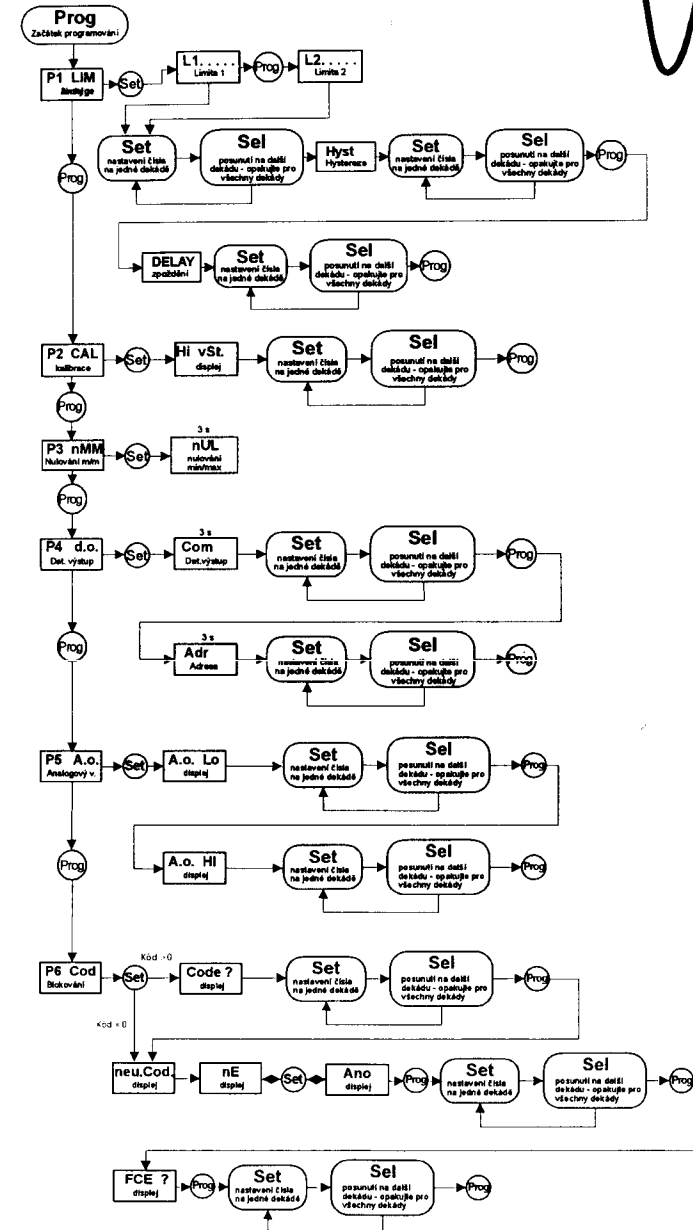 Prog
Začátek programování
P1 LiM
Set
L1. . . . .
Limita 1
Prog
L2. . . . .
Limita 2
Set
nastavení čísla
na jedné dekádě
Sel
posunutí na další
dekádu - opakujte pro
všechny dekády
Hyst
Hystereze
Set
nastavení čísla
na jedné dekádě
Sel
posunutí na další
dekádu - opakujte pro
všechny dekády
Prog
Prog
DELAY
zpoždění
Set
nastavení čísla
na jedné dekádě
Sel
posunutí na další
dekádu - opakujte pro
všechny dekády
Prog
P2 CAL
kalibrace
Set
Hi vSt.
displej
Set
nastavení čísla
na jedné dekádě
Sel
posunutí na další
dekádu - opakujte pro
všechny dekády
Prog
Prog
P3 nMM
Nulování m/m
Set
3 s
nUL
nulování
min/max
Prog
P4 d.o.
Dat. výstup
Set
3 s
Com
Dat.výstup
Set
nastavení čísla
na jedné dekádě
Sel
posunutí na další
dekádu - opakujte pro
všechny dekády
Prog
Prog
3 s
Adr
Adresa
Set
nastavení čísla
na jedné dekádě
Sel
posunutí na další
dekádu - opakujte pro
všechny dekády
Prog
P5 A.o.
Analogový v.
Set
A.o. Lo
displej
Set
nastavení čísla
na jedné dekádě
Sel
posunutí na další
dekádu - opakujte pro
všechny dekády
Prog
Prog
A.o. HI
displej
Set
nastavení čísla
na jedné dekádě
Sel
posunutí na další
dekádu - opakujte pro
všechny dekády
Prog
P6 Cod
Blokování
Set
Kód >0
Code ?
displej
Set
nastavení čísla
na jedné dekádě
Sel
posunutí na další
dekádu - opakujte pro
všechny dekády
Prog
Kód = 0
neu.Cod.
displej
nE
displej
Set
Ano
displej
Prog
Set
nastavení čísla
na jedné dekádě
Sel
posunutí na další
dekádu - opakujte pro
všechny dekády
Prog
FCE ?
displej
Prog
Set
nastavení čísla
na jedné dekádě
Sel
posunutí na další
dekádu - opakujte pro
všechny dekády
Prog